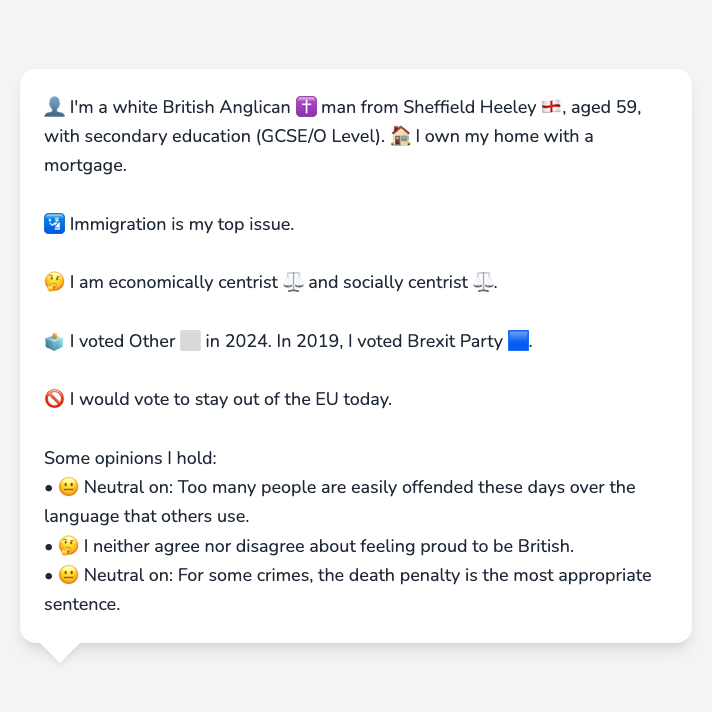 👤 I'm a white British Anglican ✝️ man from Sheffield Heeley 🏴󠁧󠁢󠁥󠁮󠁧󠁿, aged 59,
with secondary education (GCSE/O Level). 🏠 I own my home with a
mortgage.
🛂 Immigration is my top issue.
🤔 I am economically centrist ⚖️ and socially centrist ⚖️.
🗳️ I voted Other ⬜ in 2024. In 2019, I voted Brexit Party 🟦.
🚫 I would vote to stay out of the EU today.
Some opinions I hold:
• 😐 Neutral on: Too many people are easily offended these days over the
language that others use.
• 🤔 I neither agree nor disagree about feeling proud to be British.
• 😐 Neutral on: For some crimes, the death penalty is the most appropriate
sentence.